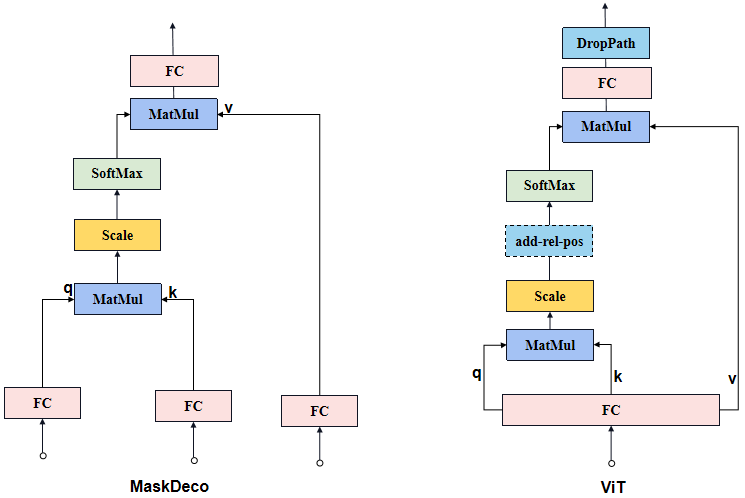 FC
MatMul
v
SoftMax
Scale
q
k
MatMul
FC
FC
FC
MaskDeco
DropPath
FC
MatMul
SoftMax
add-rel-pos
Scale
MatMul
q
k
v
FC
ViT